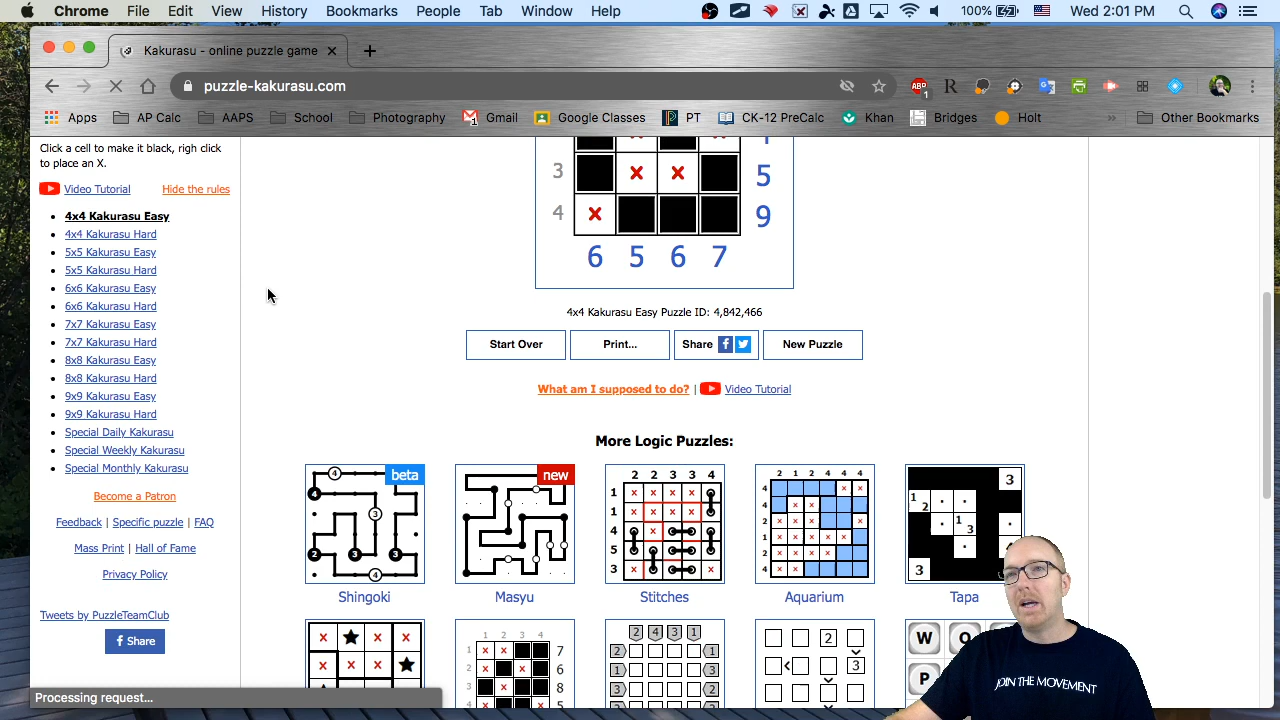 Chrome File Edit View History Bookmarks People Tab Window Help 100% Wed 2:01 PM
Kakurasu - online puzzle game
puzzle-kakurasu.com
ABP 1 R
Apps AP Calc AAPS School Photography Gmail Google Classes PT CK-12 PreCalc Khan Bridges Holt » Other Bookmarks
Click a cell to make it black, righ click
to place an X.
Video Tutorial Hide the rules
4x4 Kakurasu Easy
4x4 Kakurasu Hard
5x5 Kakurasu Easy
5x5 Kakurasu Hard
6x6 Kakurasu Easy
6x6 Kakurasu Hard
7x7 Kakurasu Easy
7x7 Kakurasu Hard
8x8 Kakurasu Easy
8x8 Kakurasu Hard
9x9 Kakurasu Easy
9x9 Kakurasu Hard
Special Daily Kakurasu
Special Weekly Kakurasu
Special Monthly Kakurasu
Become a Patron
Feedback | Specific puzzle | FAQ
Mass Print | Hall of Fame
Privacy Policy
Tweets by PuzzleTeamClub
Share
Processing request...
3 5
4 9
6 5 6 7
4x4 Kakurasu Easy Puzzle ID: 4,842,466
Start Over Print... Share New Puzzle
What am I supposed to do? | Video Tutorial
More Logic Puzzles:
beta new
Shingoki Masyu Stitches Aquarium Tapa
JOIN THE MOVEMENT